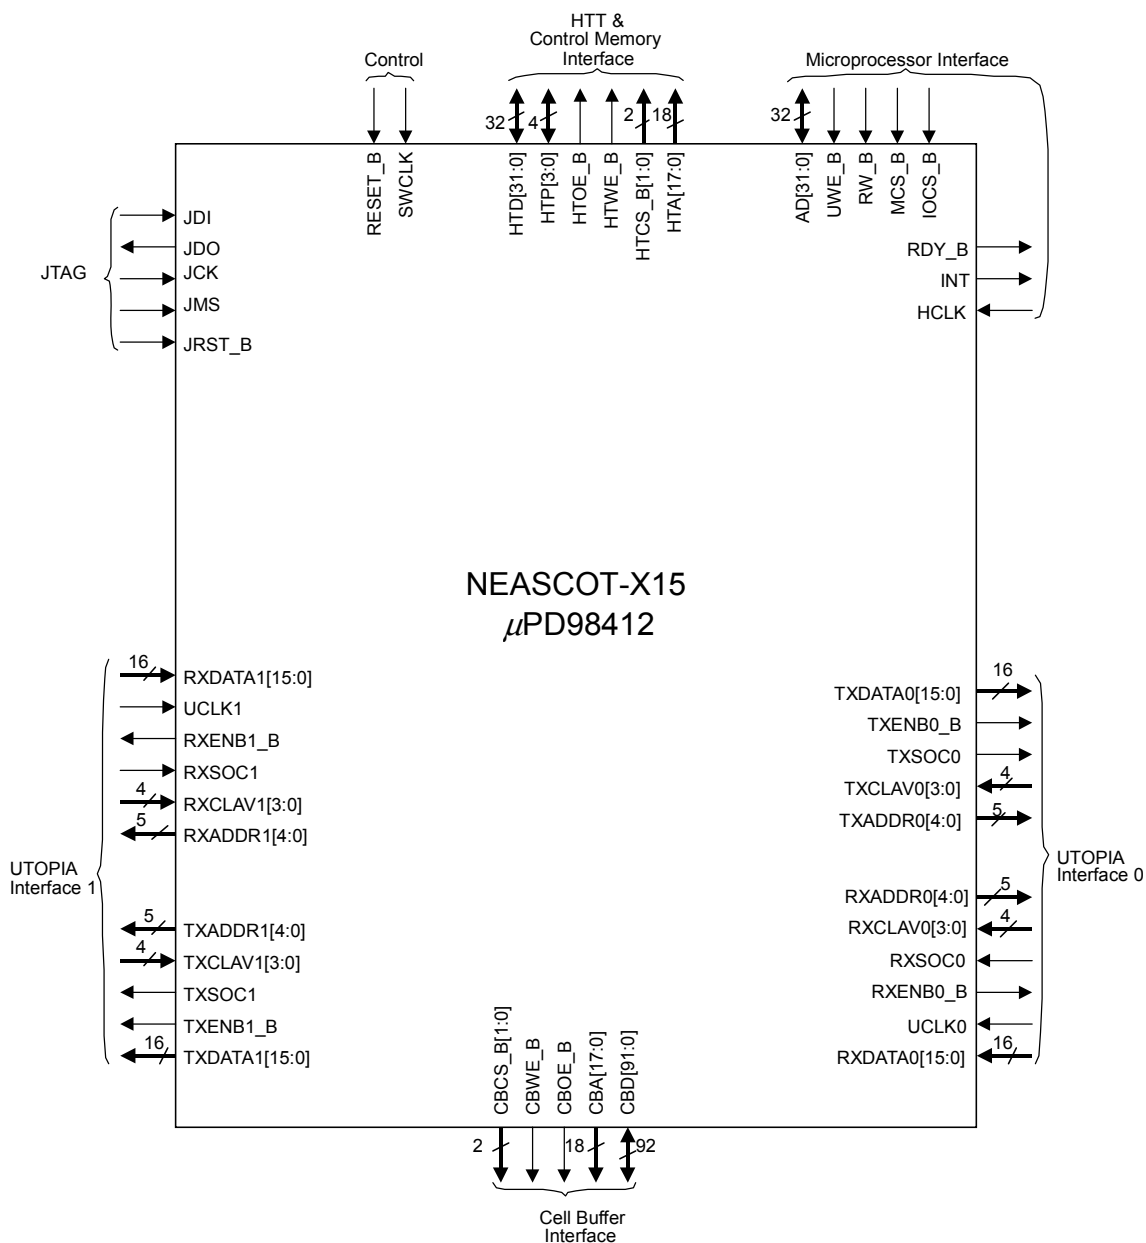 HTT &
Control Memory
Interface
Control
Microprocessor Interface
32
4
2
18
32
RESET_B
SWCLK
HTD[31:0]
HTP[3:0]
HTOE_B
HTWE_B
HTCS_B[1:0]
HTA[17:0]
AD[31:0]
UWE_B
RW_B
MCS_B
IOCS_B
JTAG
JDI
JDO
JCK
JMS
JRST_B
RDY_B
INT
HCLK
NEASCOT-X15
µPD98412
UTOPIA
Interface 1
16
RXDATA1[15:0]
UCLK1
RXENB1_B
RXSOC1
4
RXCLAV1[3:0]
5
RXADDR1[4:0]
5
TXADDR1[4:0]
4
TXCLAV1[3:0]
TXSOC1
TXENB1_B
16
TXDATA1[15:0]
TXDATA0[15:0]
16
TXENB0_B
TXSOC0
TXCLAV0[3:0]
4
TXADDR0[4:0]
5
RXADDR0[4:0]
5
RXCLAV0[3:0]
4
RXSOC0
RXENB0_B
UCLK0
RXDATA0[15:0]
16
UTOPIA
Interface 0
CBCS_B[1:0]
CBWE_B
CBOE_B
CBA[17:0]
CBD[91:0]
2
18
92
Cell Buffer
Interface